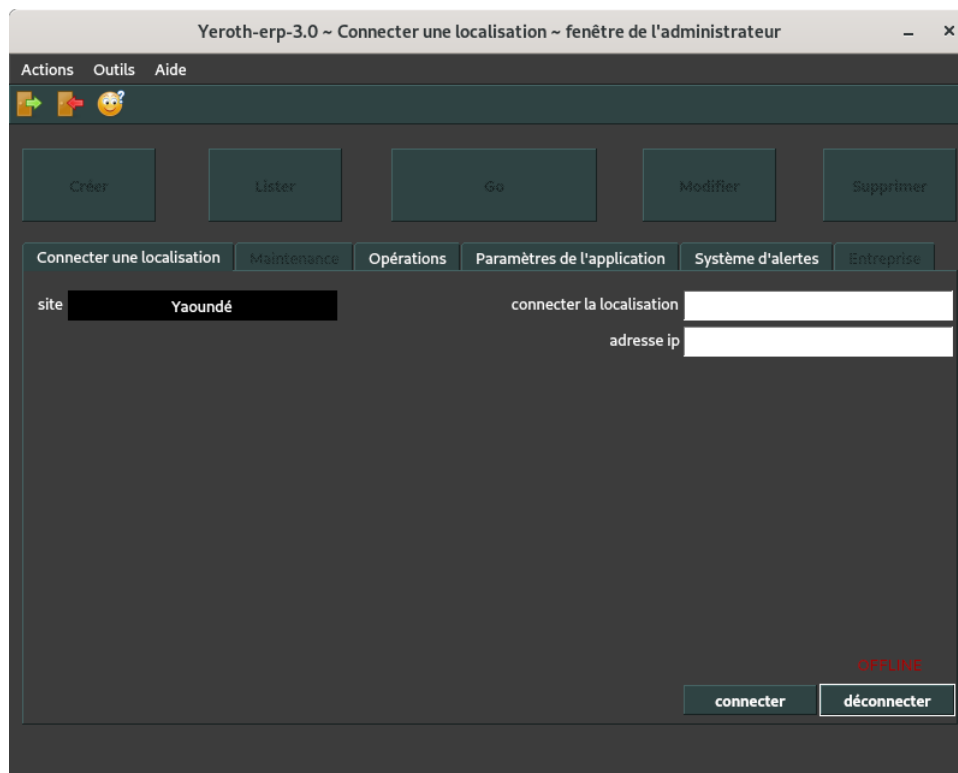 Yeroth-erp-3.0 ~ Connecter une localisation ~ fenêtre de l'administrateur
Actions Outils Aide
Créer Lister Go Modifier Supprimer
Connecter une localisation Maintenance Opérations Paramètres de l'application Système d'alertes Entreprise
site Yaoundé connecter la localisation
adresse ip
-OFFLINE
connecter déconnecter